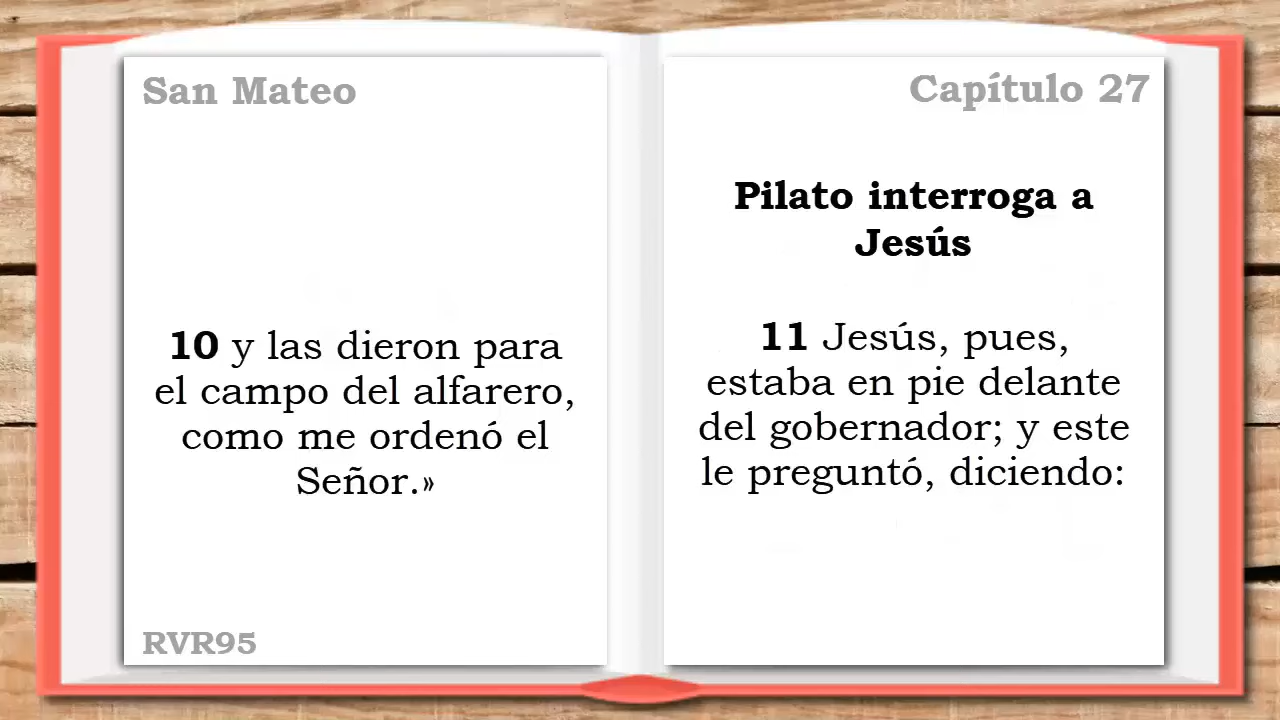 San Mateo
10 y las dieron para
el campo del alfarero,
como me ordenó el
Señor.»
RVR95
Capítulo 27
Pilato interroga a
Jesús
11 Jesús, pues,
estaba en pie delante
del gobernador; y este
le preguntó, diciendo: